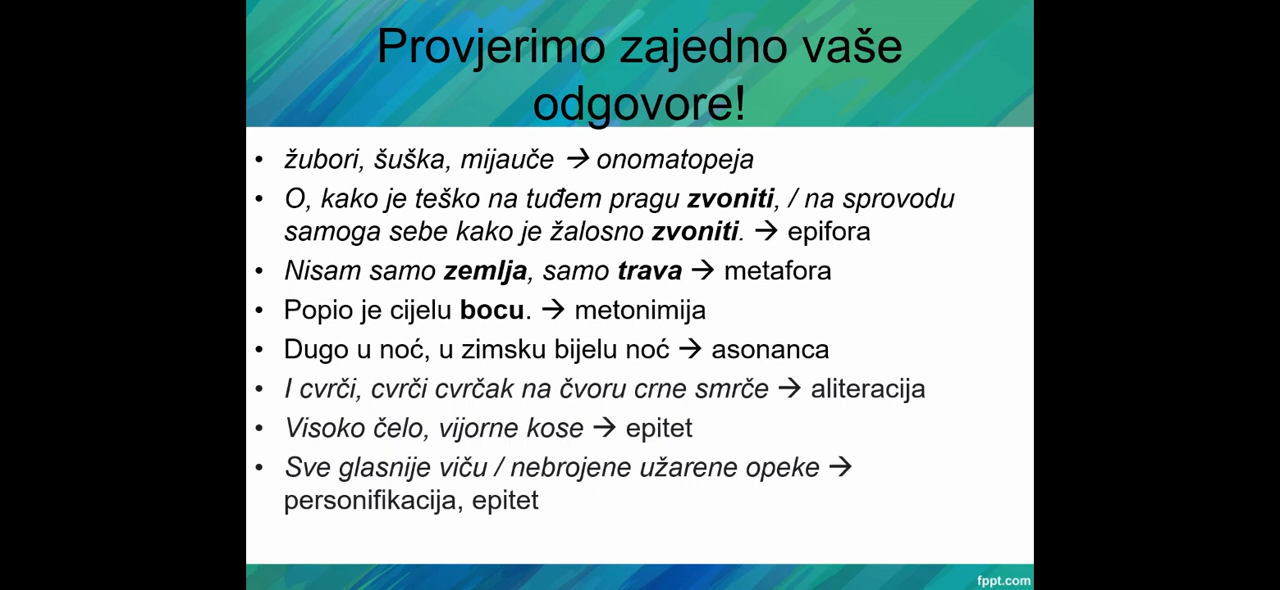 Provjerimo zajedno vaše
odgovore!
• žubori, šuška, mijauče → onomatopeja
• O, kako je teško na tuđem pragu zvoniti, / na sprovodu
samoga sebe kako je žalosno zvoniti. → epifora
• Nisam samo zemlja, samo trava → metafora
• Popio je cijelu bocu. → metonimija
• Dugo u noć, u zimsku bijelu noć → asonanca
• I cvrči, cvrči cvrčak na čvoru crne smrče → aliteracija
• Visoko čelo, vijorne kose → epitet
• Sve glasnije viču / nebrojene užarene opeke →
personifikacija, epitet
fppt.com